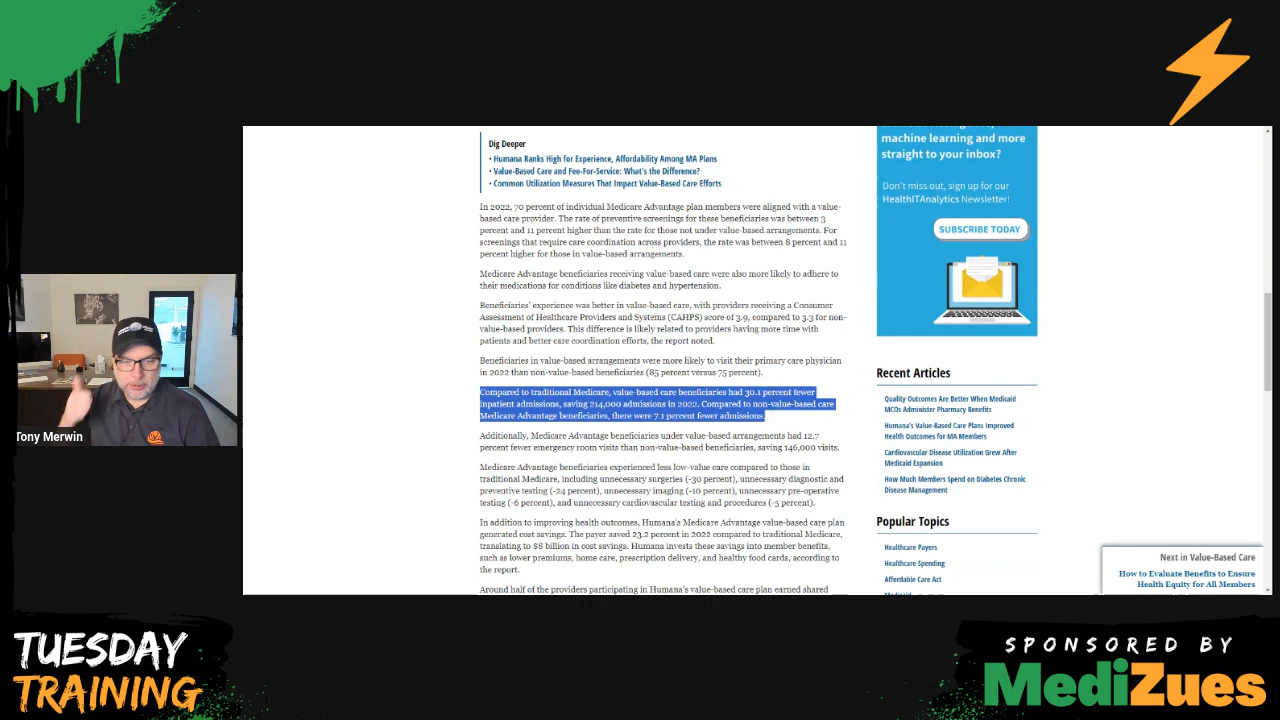 Dig Deeper
• Humana Ranks High for Experience, Affordability Among MA Plans
• Value-Based Care and Fee-For-Service: What's the Difference?
• Common Utilization Measures That Impact Value-Based Care Efforts
In 2022, 70 percent of individual Medicare Advantage plan members were aligned with a value-
based care provider. The rate of preventive screenings for these beneficiaries was between 3
percent and 11 percent higher than the rate for those not under value-based arrangements. For
screenings that require care coordination across providers, the rate was between 8 percent and 11
percent higher for those in value-based arrangements.
Medicare Advantage beneficiaries receiving value-based care were also more likely to adhere to
their medications for conditions like diabetes and hypertension.
Beneficiaries' experience was better in value-based care, with providers receiving a Consumer
Assessment of Healthcare Providers and Systems (CAHPS) score of 3.9, compared to 3.3 for non-
value-based providers. This difference is likely related to providers having more time with
patients and better care coordination efforts, the report noted.
Beneficiaries in value-based arrangements were more likely to visit their primary care physician
in 2022 than non-value-based beneficiaries (85 percent versus 75 percent).
Compared to traditional Medicare, value-based care beneficiaries had 30.1 percent fewer
inpatient admissions, saving 214,000 admissions in 2022. Compared to non-value-based care
Medicare Advantage beneficiaries, there were 7.1 percent fewer admissions.
Additionally, Medicare Advantage beneficiaries under value-based arrangements had 12.7
percent fewer emergency room visits than non-value-based beneficiaries, saving 146,000 visits.
Medicare Advantage beneficiaries experienced less low-value care compared to those in
traditional Medicare, including unnecessary surgeries (-30 percent), unnecessary diagnostic and
preventive testing (-24 percent), unnecessary imaging (-10 percent), unnecessary pre-operative
testing (-6 percent), and unnecessary cardiovascular testing and procedures (-5 percent).
In addition to improving health outcomes, Humana's Medicare Advantage value-based care plan
generated cost savings. The payer saved 23.2 percent in 2022 compared to traditional Medicare,
translating to $8 billion in cost savings. Humana invests these savings into member benefits,
such as lower premiums, home care, prescription delivery, and healthy food cards, according to
the report.
Around half of the providers participating in Humana's value-based care plan earned shared
machine learning and more
straight to your inbox?
Don't miss out, sign up for our
HealthITAnalytics Newsletter!
SUBSCRIBE TODAY
Recent Articles
Quality Outcomes Are Better When Medicaid
MCOs Administer Pharmacy Benefits
Humana's Value-Based Care Plans Improved
Health Outcomes for MA Members
Cardiovascular Disease Utilization Grew After
Medicaid Expansion
How Much Members Spend on Diabetes Chronic
Disease Management
Popular Topics
Healthcare Payers
Healthcare Spending
Affordable Care Act
Next in Value-Based Care
How to Evaluate Benefits to Ensure
Health Equity for All Members
Tony Merwin
TUESDAY
TRAINING
SPONSORED BY
MediZues